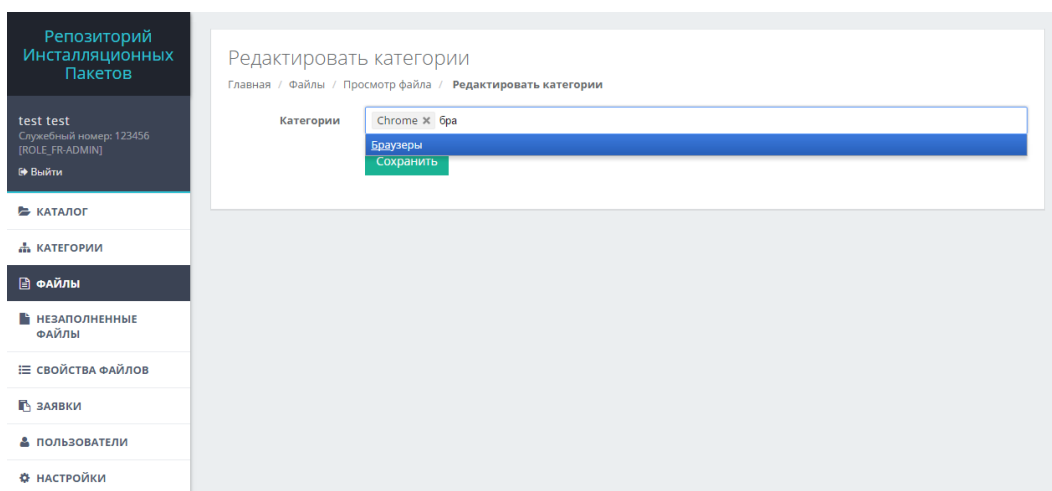 Репозиторий
Инсталляционных
Пакетов
test test
Служебный номер: 123456
[ROLE_FR-ADMIN]
Выйти
КАТАЛОГ
КАТЕГОРИИ
ФАЙЛЫ
НЕЗАПОЛНЕННЫЕ
ФАЙЛЫ
СВОЙСТВА ФАЙЛОВ
ЗАЯВКИ
ПОЛЬЗОВАТЕЛИ
НАСТРОЙКИ
Редактировать категории
Главная / Файлы / Просмотр файла / Редактировать категории
Категории Chrome × бра
Браузеры
Сохранить